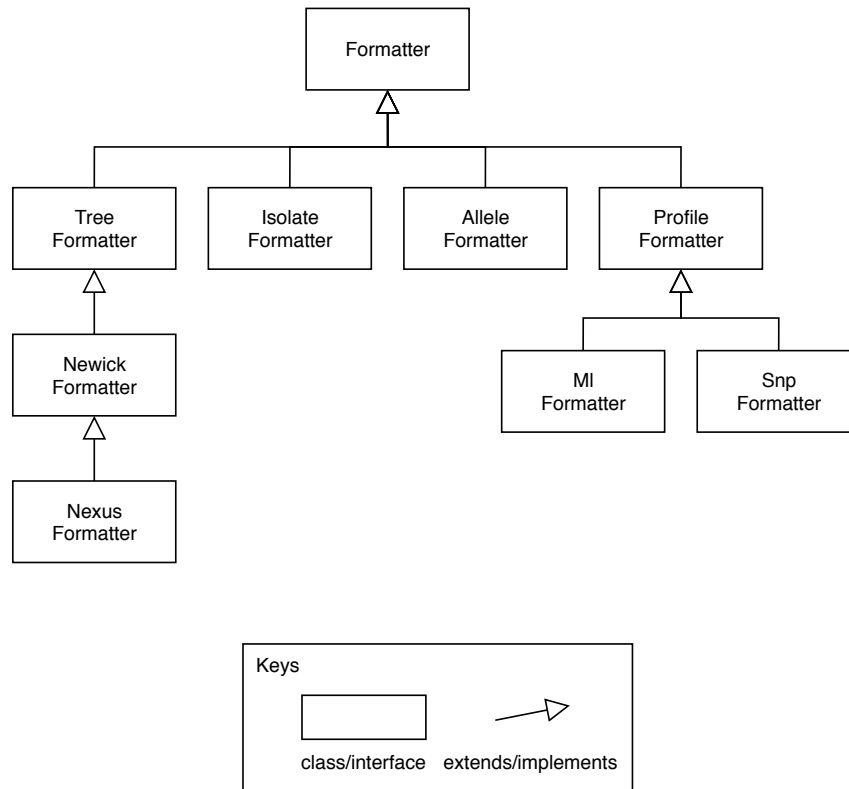 Formatter
Tree
Formatter
Isolate
Formatter
Allele
Formatter
Profile
Formatter
Newick
Formatter
Ml
Formatter
Snp
Formatter
Nexus
Formatter
Keys
class/interface
extends/implements